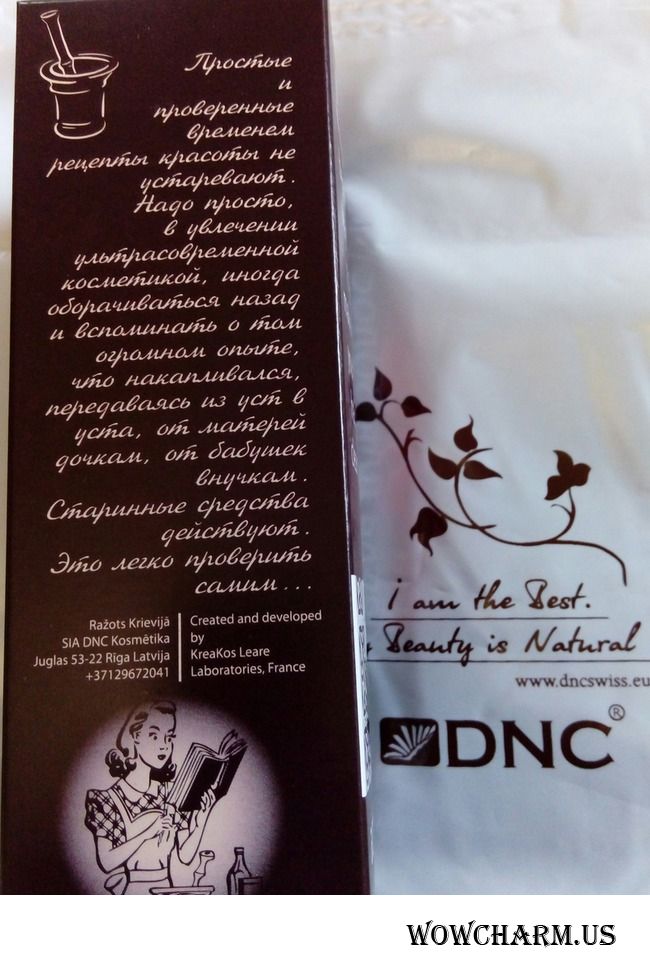 Простые
и
проверенные
временем
рецепты красоты не
устаревают.
Надо просто,
в увлечении
ультрасовременной
косметикой, иногда
оборачиваться назад
и вспоминать о том
огромном опыте,
что накапливался,
передаваясь из уст в
уста, от матерей
дочкам, от бабушек
внучкам.
Старинные средства
действуют.
Это легко проверить
самим...
Ražots Krievijā
SIA DNC Kosmētika
Juglas 53-22 Rīga Latvija
+37129672041
Created and developed
by
KreaKos Leare
Laboratories, France
I am the Best.
Beauty is Natural
www.dncswiss.eu
DNC®
WOWCHARM.US